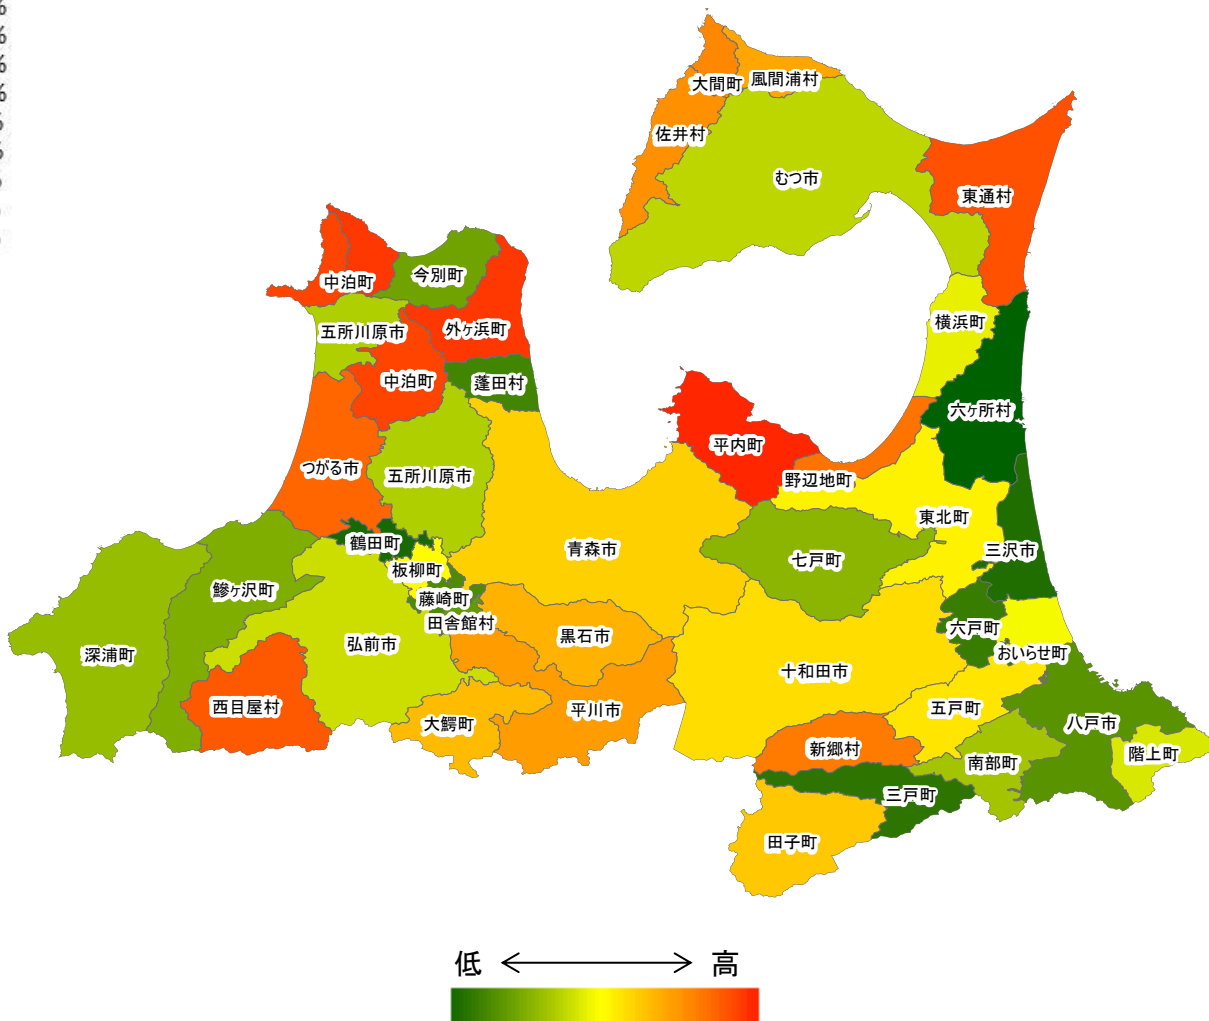 %
%
%
%
大間町
風間浦村
佐井村
むつ市
東通村
中泊町
今別町
五所川原市
外ヶ浜町
横浜町
中泊町
蓬田村
六ヶ所村
平内町
つがる市
五所川原市
野辺地町
東北町
鶴田町
青森市
三沢市
七戸町
板柳町
鰺ヶ沢町
藤崎町
田舎館村
六戸町
黒石市
弘前市
おいらせ町
深浦町
十和田市
西目屋村
五戸町
平川市
大鰐町
八戸市
新郷村
階上町
南部町
三戸町
田子町
低 高